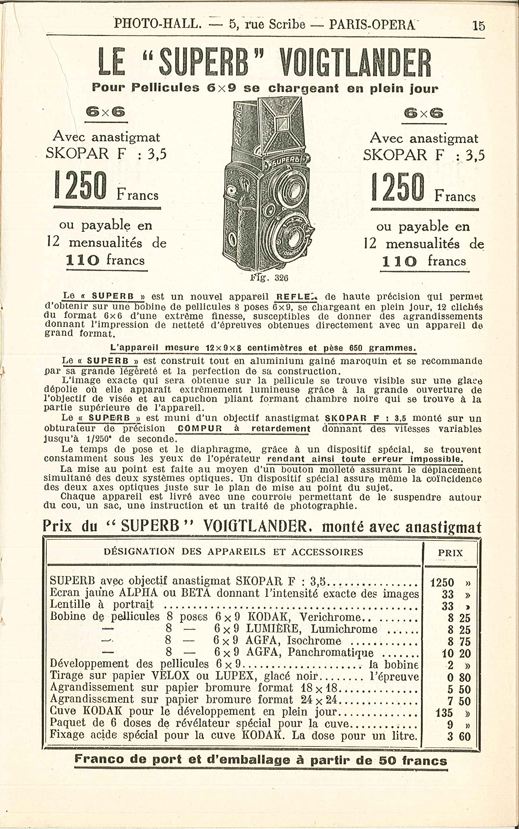 PHOTO-HALL. — 5, rue Scribe — PARIS-OPERA 15
LE "SUPERB" VOIGTLANDER
Pour Pellicules 6×9 se chargeant en plein jour
6×6
Avec anastigmat
SKOPAR F : 3,5
1250 Francs
ou payable en
12 mensualités de
110 francs
SUPERB
Fig. 326
6×6
Avec anastigmat
SKOPAR F : 3,5
1250 Francs
ou payable en
12 mensualités de
110 francs
Le « SUPERB » est un nouvel appareil REFLEX de haute précision qui permet
d'obtenir sur une bobine de pellicules 8 poses 6×9, se chargeant en plein jour, 12 clichés
du format 6×6 d'une extrême finesse, susceptibles de donner des agrandissements
donnant l'impression de netteté d'épreuves obtenues directement avec un appareil de
grand format.
L'appareil mesure 12×9×8 centimètres et pèse 650 grammes.
Le « SUPERB » est construit tout en aluminium gainé maroquin et se recommande
par sa grande légèreté et la perfection de sa construction.
L'image exacte qui sera obtenue sur la pellicule se trouve visible sur une glace
dépolie où elle apparaît extrêmement lumineuse grâce à la grande ouverture de
l'objectif de visée et au capuchon pliant formant chambre noire qui se trouve à la
partie supérieure de l'appareil.
Le « SUPERB » est muni d'un objectif anastigmat SKOPAR F : 3,5 monté sur un
obturateur de précision COMPUR à retardement donnant des vitesses variables
jusqu'à 1/250° de seconde.
Le temps de pose et le diaphragme, grâce à un dispositif spécial, se trouvent
constamment sous les yeux de l'opérateur rendant ainsi toute erreur impossible.
La mise au point est faite au moyen d'un bouton molleté assurant le déplacement
simultané des deux systèmes optiques. Un dispositif spécial assure même la coïncidence
des deux axes optiques juste sur le plan de mise au point du sujet.
Chaque appareil est livré avec une courroie permettant de le suspendre autour
du cou, un sac, une instruction et un traité de photographie.
Prix du "SUPERB" VOIGTLANDER, monté avec anastigmat
DÉSIGNATION DES APPAREILS ET ACCESSOIRES PRIX
SUPERB avec objectif anastigmat SKOPAR F : 3,5................ 1250 »
Ecran jaune ALPHA ou BETA donnant l'intensité exacte des images 33 »
Lentille à portrait ................ 33 »
Bobine de pellicules 8 poses 6×9 KODAK, Verichrome.. ....... 8 25
— 8 — 6×9 LUMIÈRE, Lumichrome ...... 8 25
— 8 — 6×9 AGFA, Isochrome ........ 8 75
— 8 — 6×9 AGFA, Panchromatique ...... 10 20
Développement des pellicules 6×9.................... la bobine 2 »
Tirage sur papier VELOX ou LUPEX, glacé noir........ l'épreuve 0 80
Agrandissement sur papier bromure format 18×18.............. 5 50
Agrandissement sur papier bromure format 24×24.............. 7 50
Cuve KODAK pour le développement en plein jour.............. 135 »
Paquet de 6 doses de révélateur spécial pour la cuve........... 9 »
Fixage acide spécial pour la cuve KODAK. La dose pour un litre. 3 60
Franco de port et d'emballage à partir de 50 francs